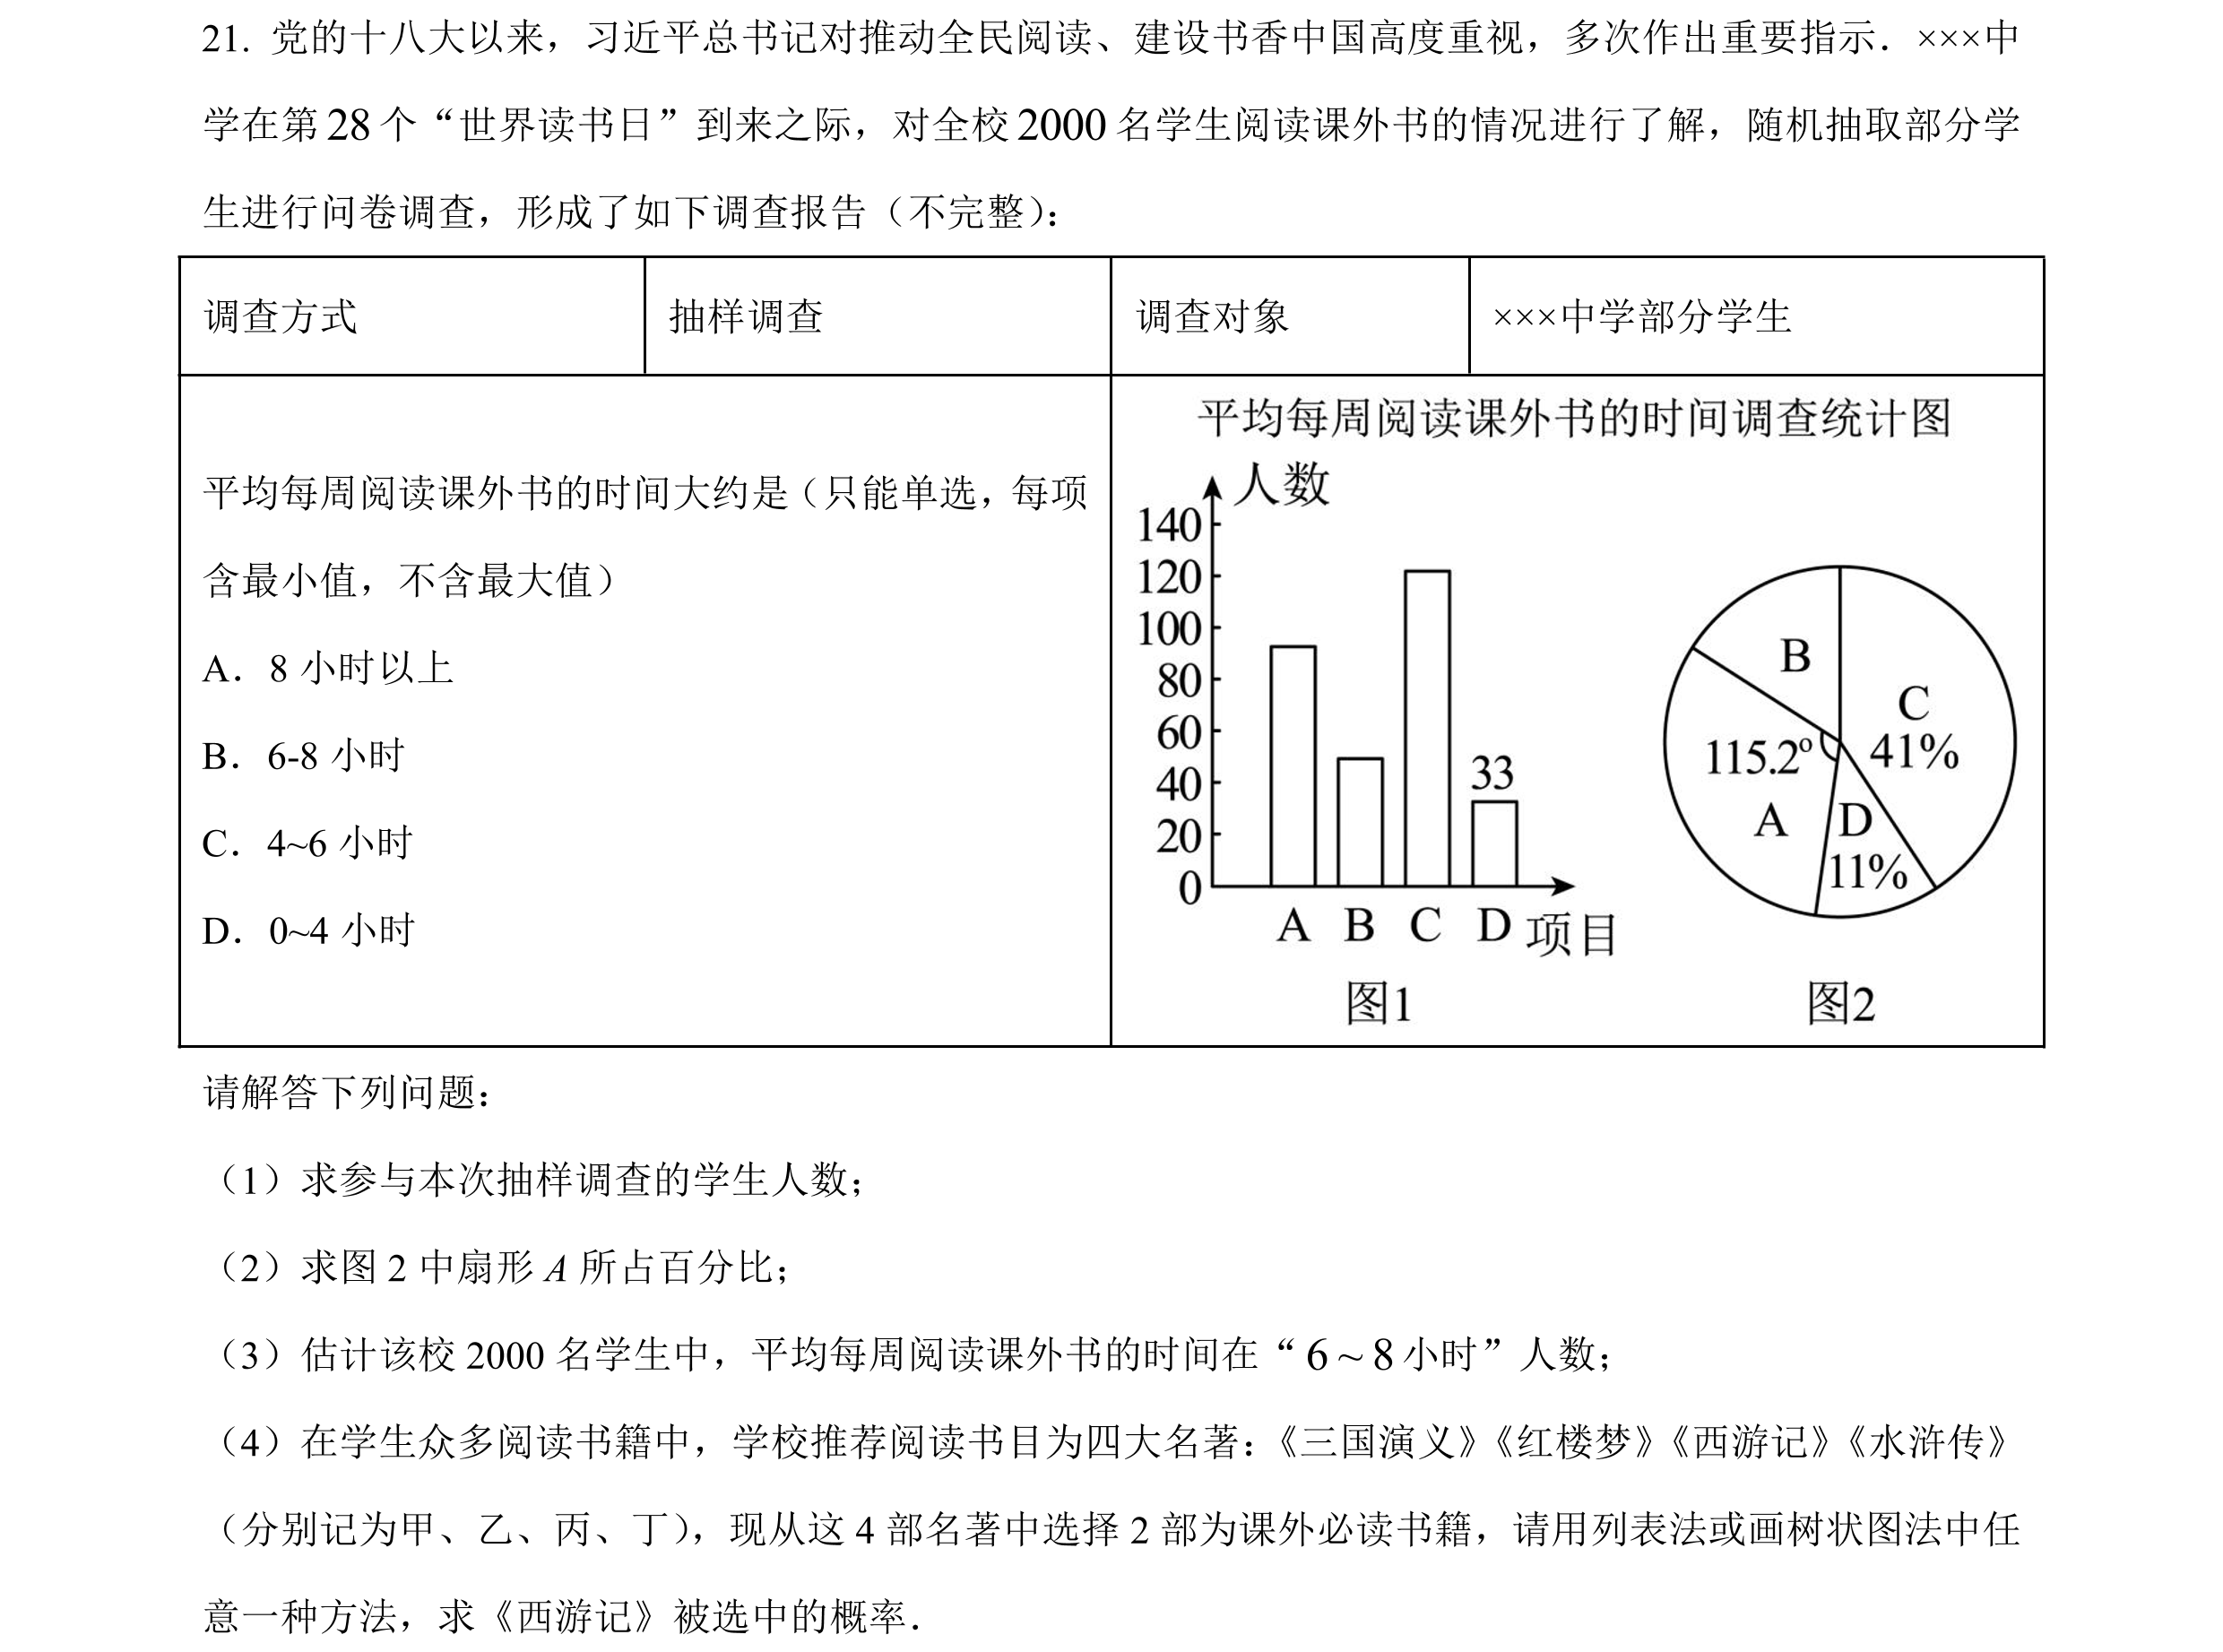 21. 党的十八大以来，习近平总书记对推动全民阅读、建设书香中国高度重视，多次作出重要指示．×××中
学在第28个“世界读书日”到来之际，对全校2000名学生阅读课外书的情况进行了解，随机抽取部分学
生进行问卷调查，形成了如下调查报告（不完整）：
调查方式 抽样调查 调查对象 ×××中学部分学生
平均每周阅读课外书的时间大约是（只能单选，每项
含最小值，不含最大值）
A．8 小时以上
B．6-8 小时
C．4~6 小时
D．0~4 小时
平均每周阅读课外书的时间调查统计图
人数
140
120
100
80
60
40
20
0
33
A B C D 项目
图1
B
C
41%
115.2°
A
D
11%
图2
请解答下列问题：
（1）求参与本次抽样调查的学生人数；
（2）求图 2 中扇形 A 所占百分比；
（3）估计该校 2000 名学生中，平均每周阅读课外书的时间在“6～8小时”人数；
（4）在学生众多阅读书籍中，学校推荐阅读书目为四大名著：《三国演义》《红楼梦》《西游记》《水浒传》
（分别记为甲、乙、丙、丁），现从这 4 部名著中选择 2 部为课外必读书籍，请用列表法或画树状图法中任
意一种方法，求《西游记》被选中的概率．